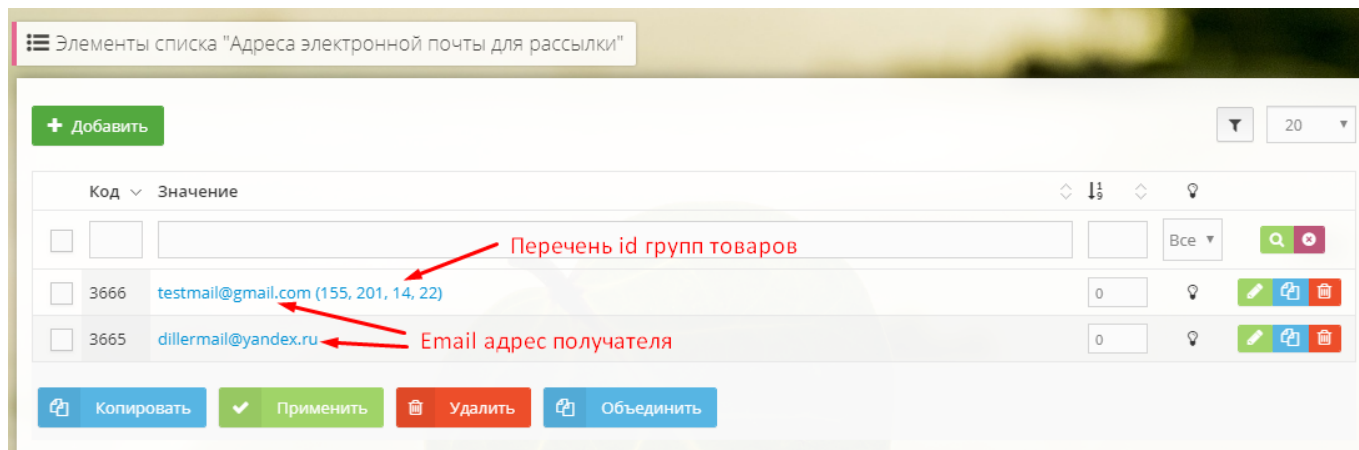 Элементы списка "Адреса электронной почты для рассылки"
Добавить
20
Код Значение
Все
Перечень id групп товаров
3666 testmail@gmail.com (155, 201, 14, 22) 0
3665 dillermail@yandex.ru 0
Email адрес получателя
Копировать Применить Удалить Объединить